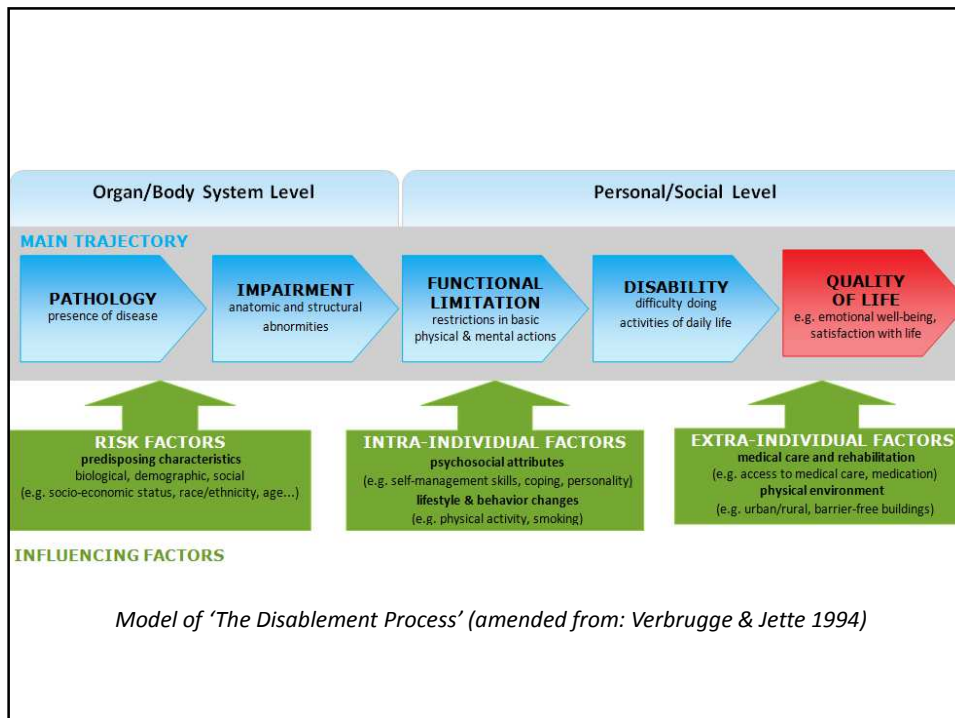 Organ/Body System Level
Personal/Social Level
MAIN TRAJECTORY
PATHOLOGY
presence of disease
IMPAIRMENT
anatomic and structural
abnormities
FUNCTIONAL
LIMITATION
restrictions in basic
physical & mental actions
DISABILITY
difficulty doing
activities of daily life
QUALITY
OF LIFE
e.g. emotional well-being,
satisfaction with life
RISK FACTORS
predisposing characteristics
biological, demographic, social
(e.g. socio-economic status, race/ethnicity, age...)
INTRA-INDIVIDUAL FACTORS
psychosocial attributes
(e.g. self-management skills, coping, personality)
lifestyle & behavior changes
(e.g. physical activity, smoking)
EXTRA-INDIVIDUAL FACTORS
medical care and rehabilitation
(e.g. access to medical care, medication)
physical environment
(e.g. urban/rural, barrier-free buildings)
INFLUENCING FACTORS
Model of ‘The Disablement Process’ (amended from: Verbrugge & Jette 1994)